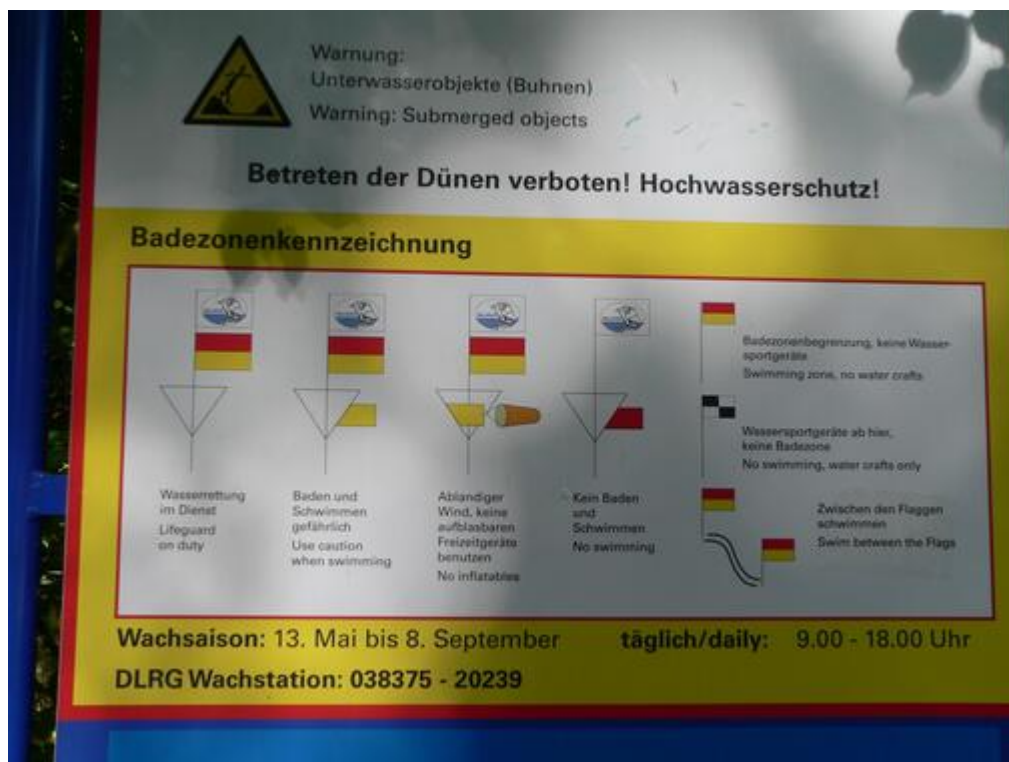 Warnung:
Unterwasserobjekte (Buhnen)
Warning: Submerged objects
Betreten der Dünen verboten! Hochwasserschutz!
Badezonenkennzeichnung
Wasserrettung
im Dienst
Lifeguard
on duty
Baden und
Schwimmen
gefährlich
Use caution
when swimming
Ablandiger
Wind, keine
aufblasbaren
Freizeitgeräte
benutzen
No inflatables
Kein Baden
und
Schwimmen
No swimming
Badezonenbegrenzung, keine Wasser-
sportgeräte
Swimming zone, no water crafts
Wassersportgeräte ab hier,
keine Badezone
No swimming, water crafts only
Zwischen den Flaggen
schwimmen
Swim between the Flags
Wachsaison: 13. Mai bis 8. September täglich/daily: 9.00 - 18.00 Uhr
DLRG Wachstation: 038375 - 20239